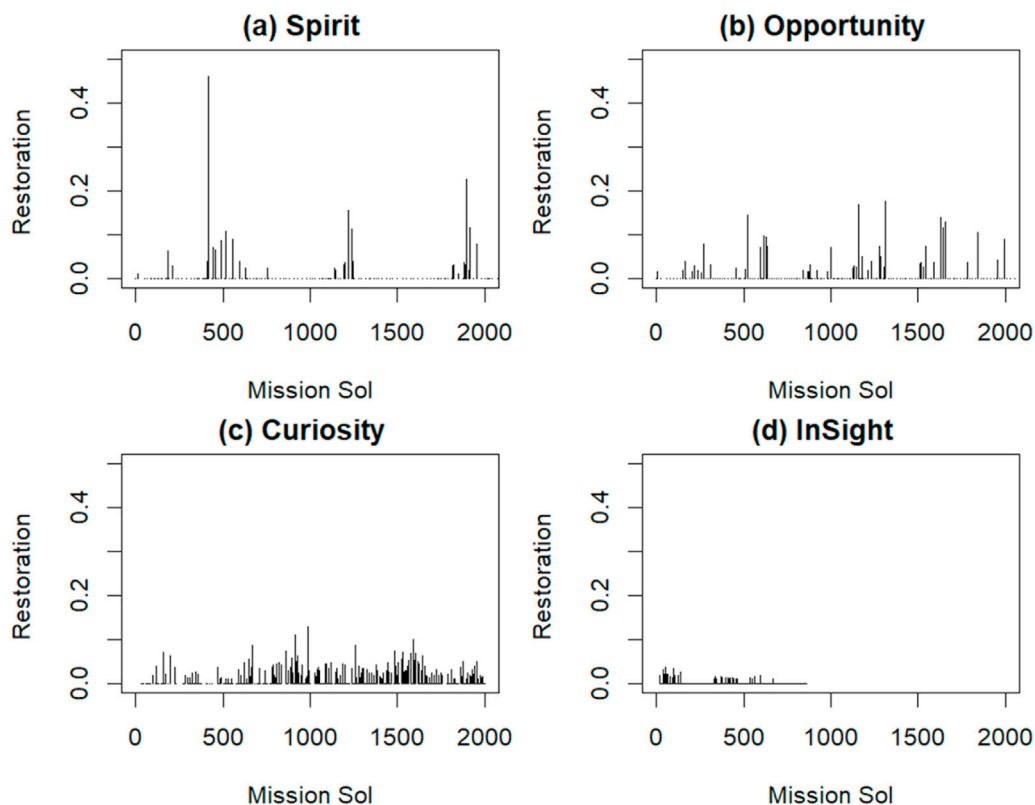 (a) Spirit
Restoration
0.0 0.2 0.4
0 500 1000 1500 2000
Mission Sol
(b) Opportunity
Restoration
0.0 0.2 0.4
0 500 1000 1500 2000
Mission Sol
(c) Curiosity
Restoration
0.0 0.2 0.4
0 500 1000 1500 2000
Mission Sol
(d) InSight
Restoration
0.0 0.2 0.4
0 500 1000 1500 2000
Mission Sol